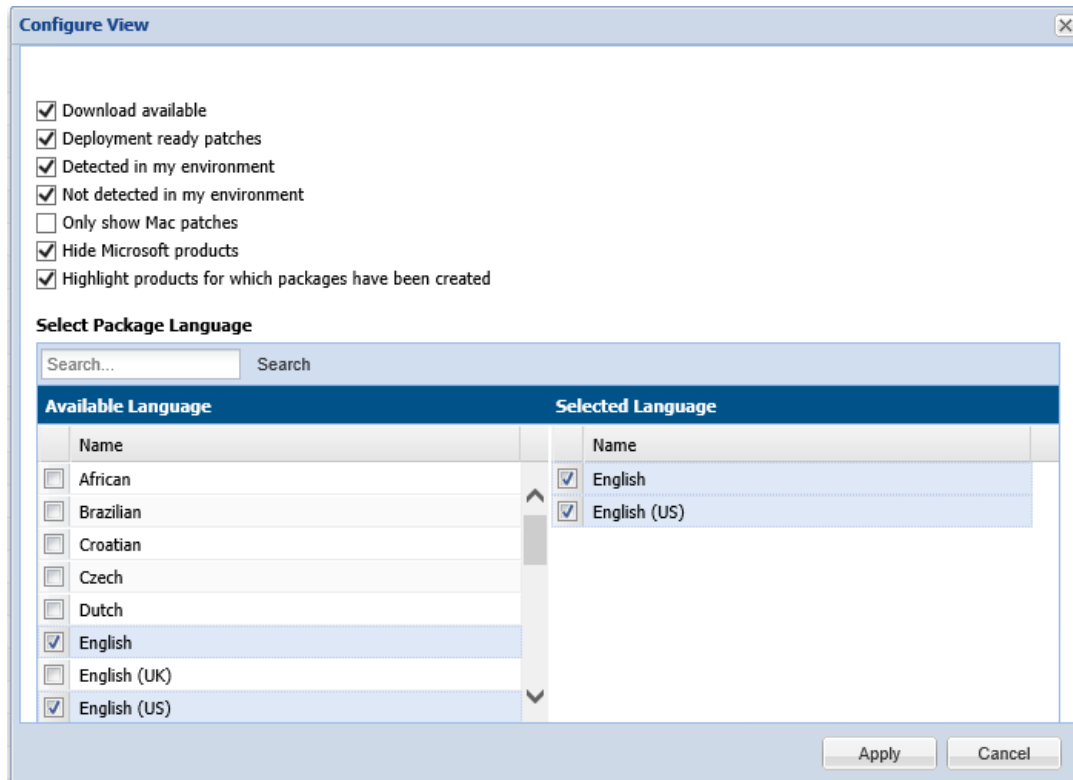 Configure View
Download available
Deployment ready patches
Detected in my environment
Not detected in my environment
Only show Mac patches
Hide Microsoft products
Highlight products for which packages have been created
Select Package Language
Search... Search
Available Language Selected Language
Name Name
African English
Brazilian English (US)
Croatian
Czech
Dutch
English
English (UK)
English (US)
Apply Cancel